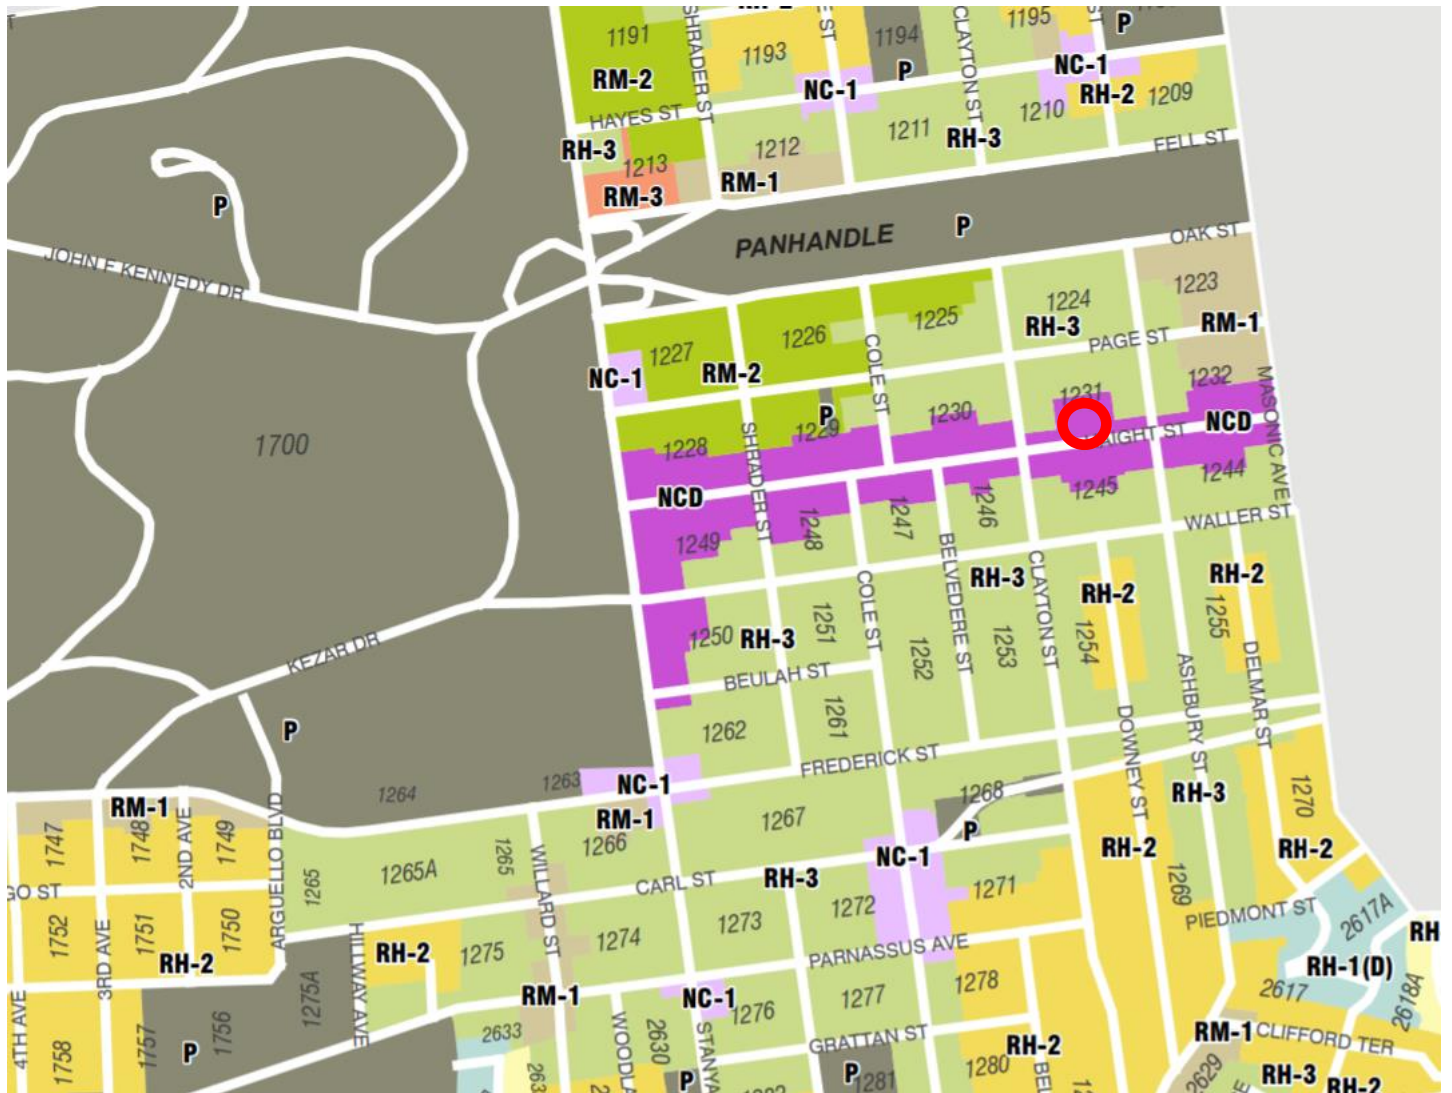 1191
SHRADER ST
1193
1194
CLAYTON ST
1195
P
RM-2
P
NC-1
NC-1
HAYES ST
RH-2
1209
1210
1211
RH-3
RH-3
1212
1213
FELL ST
RM-1
RM-3
P
PANHANDLE
P
OAK ST
JOHN F KENNEDY DR
1223
1224
1225
1226
RH-3
RM-1
PAGE ST
COLE ST
1227
RM-2
NC-1
1231
1232
MASONIC AVE
P
1230
NCD
1229
1228
SHRADER ST
1700
1244
1245
NCD
1246
1247
1248
1249
WALLER ST
BELVEDERE ST
CLAYTON ST
RH-3
RH-2
RH-2
COLE ST
1250
RH-3
1251
1252
1253
1254
1255
DELMAR ST
ASHBURY ST
KEZAR DR
BEULAH ST
P
1262
1261
DOWNEY ST
FREDERICK ST
1263
NC-1
1264
1268
RH-3
1270
RM-1
2ND AVE
ARGUELLO BLVD
RM-1
1267
P
1747
1748
1749
1266
1265
WILLARD ST
NC-1
RH-2
RH-2
1265A
1265
CARL ST
RH-3
1271
1269
1272
GO ST
1752
1751
1750
3RD AVE
RH-2
HILLWAY AVE
RH-2
1275
1274
1273
PARNASSUS AVE
PIEDMONT ST
2617A
RH
RH-1(D)
1275A
RM-1
NC-1
1276
1277
1278
2617
2618A
4TH AVE
1758
1757
P
1756
2633
WOODLA
2630
STANYA
GRATTAN ST
RH-2
RM-1
CLIFFORD TER
P
P
1281
1280
BEL
2629
RH-3
RH-2